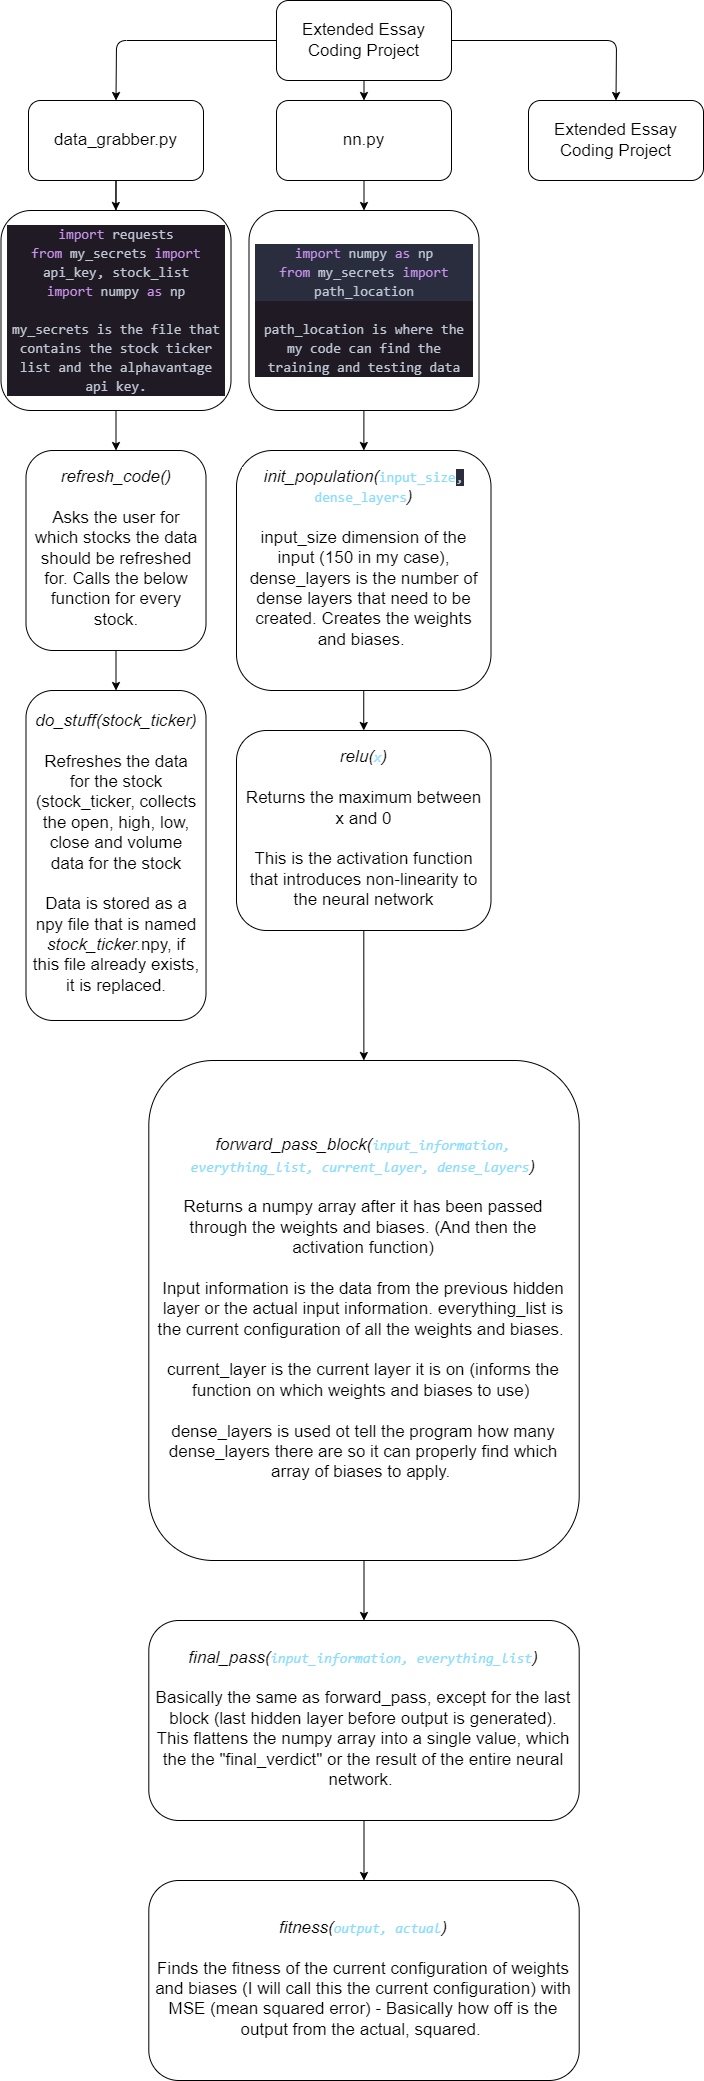 Extended Essay
Coding Project
data_grabber.py
nn.py
Extended Essay
Coding Project
import requests
from my_secrets import
api_key, stock_list
import numpy as np
my_secrets is the file that
contains the stock ticker
list and the alphavantage
api key.
import numpy as np
from my_secrets import
path_location
path_location is where the
my code can find the
training and testing data
refresh_code()
Asks the user for
which stocks the data
should be refreshed
for. Calls the below
function for every
stock.
init_population(input_size,
dense_layers)
input_size dimension of the
input (150 in my case),
dense_layers is the number of
dense layers that need to be
created. Creates the weights
and biases.
do_stuff(stock_ticker)
Refreshes the data
for the stock
(stock_ticker, collects
the open, high, low,
close and volume
data for the stock
Data is stored as a
npy file that is named
stock_ticker.npy, if
this file already exists,
it is replaced.
relu(x)
Returns the maximum between
x and 0
This is the activation function
that introduces non-linearity to
the neural network
forward_pass_block(input_information,
everything_list, current_layer, dense_layers)
Returns a numpy array after it has been passed
through the weights and biases. (And then the
activation function)
Input information is the data from the previous hidden
layer or the actual input information. everything_list is
the current configuration of all the weights and biases.
current_layer is the current layer it is on (informs the
function on which weights and biases to use)
dense_layers is used ot tell the program how many
dense_layers there are so it can properly find which
array of biases to apply.
final_pass(input_information, everything_list)
Basically the same as forward_pass, except for the last
block (last hidden layer before output is generated).
This flattens the numpy array into a single value, which
the the "final_verdict" or the result of the entire neural
network.
fitness(output, actual)
Finds the fitness of the current configuration of weights
and biases (I will call this the current configuration) with
MSE (mean squared error) - Basically how off is the
output from the actual, squared.